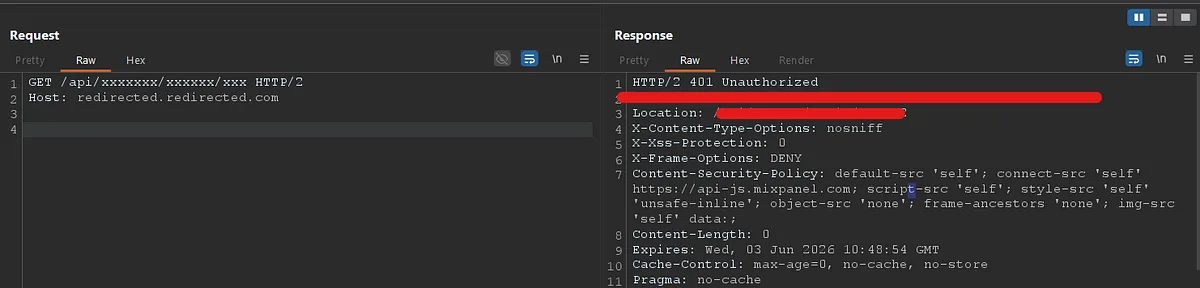 Request
Response
Pretty Raw Hex
\n
Pretty Raw Hex Render
\n
1 GET /api/xxxxxxx/xxxxxx/xxx HTTP/2
2 Host: redirected.redirected.com
3
4
1 HTTP/2 401 Unauthorized
2
3 Location: /
4 X-Content-Type-Options: nosniff
5 X-Xss-Protection: 0
6 X-Frame-Options: DENY
7 Content-Security-Policy: default-src 'self'; connect-src 'self'
https://api-js.mixpanel.com; script-src 'self'; style-src 'self'
'unsafe-inline'; object-src 'none'; frame-ancestors 'none'; img-src
'self' data:;
8 Content-Length: 0
9 Expires: Wed, 03 Jun 2026 10:48:54 GMT
10 Cache-Control: max-age=0, no-cache, no-store
11 Pragma: no-cache